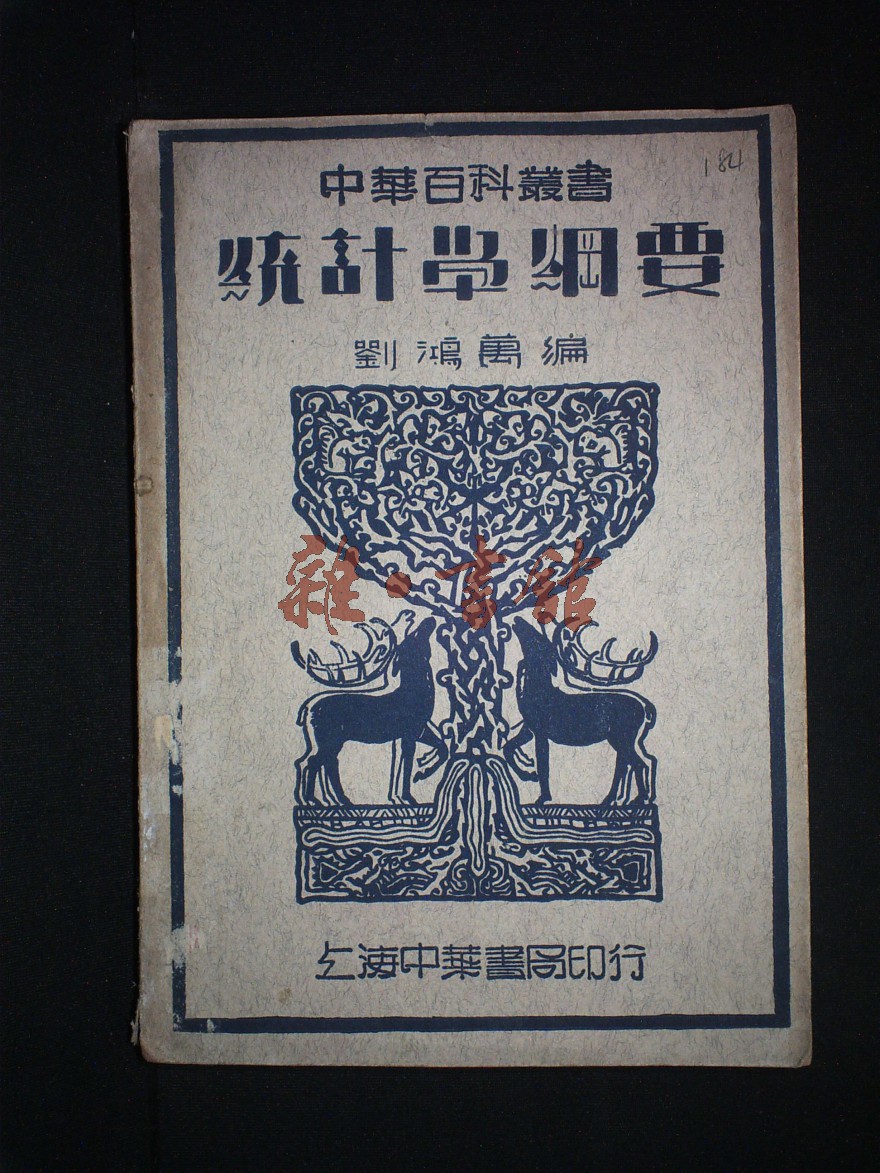 184
中華百科叢書
統計學綱要
劉鴻萬編
雜·書館
上海中華書局印行